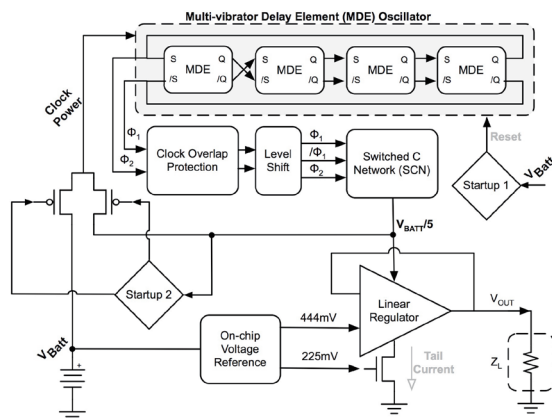 Multi-vibrator Delay Element (MDE) Oscillator
S Q
/S /Q
MDE
MDE
MDE
S Q
/S /Q
MDE
Clock Power
Φ1
Φ2
Φ1
Φ2
Clock Overlap
Protection
Level
Shift
Φ1
/Φ1
Φ2
Switched C
Network (SCN)
Reset
Startup 1
VBatt
VBATT/5
Startup 2
Linear
Regulator
VOUT
ZL
VBatt
+
On-chip
Voltage
Reference
444mV
225mV
Tail
Current